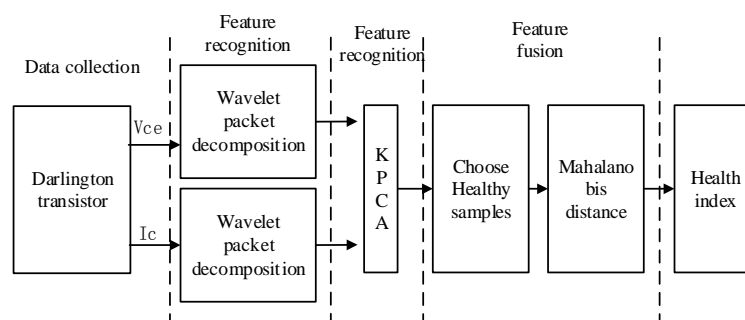 Data collection
Feature
recognition
Feature
recognition
Feature
fusion
Darlington
transistor
Vce
Ic
Wavelet
packet
decomposition
Wavelet
packet
decomposition
K
P
C
A
Choose
Healthy
samples
Mahalano
bis
distance
Health
index